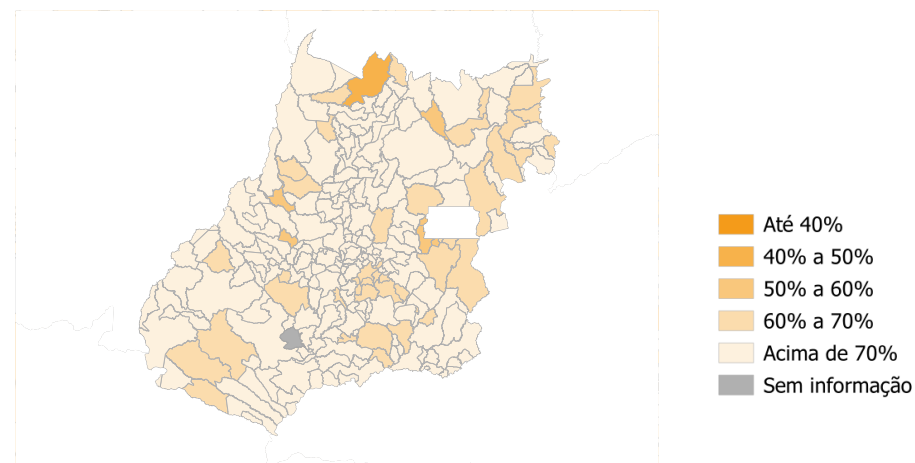 Até 40%
40% a 50%
50% a 60%
60% a 70%
Acima de 70%
Sem informação